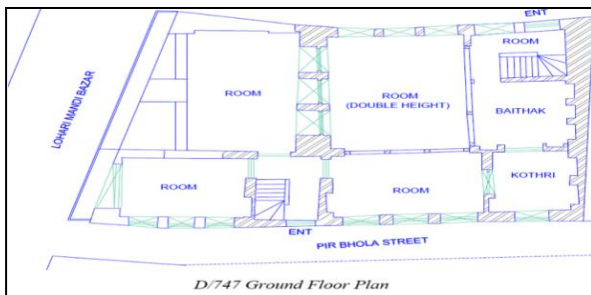 ENT
ROOM
LOHARI MANDI BAZAR
ROOM
ROOM
(DOUBLE HEIGHT)
BAITHAK
ROOM
ROOM
KOTHRI
ENT
PIR BHOLA STREET
D/747 Ground Floor Plan